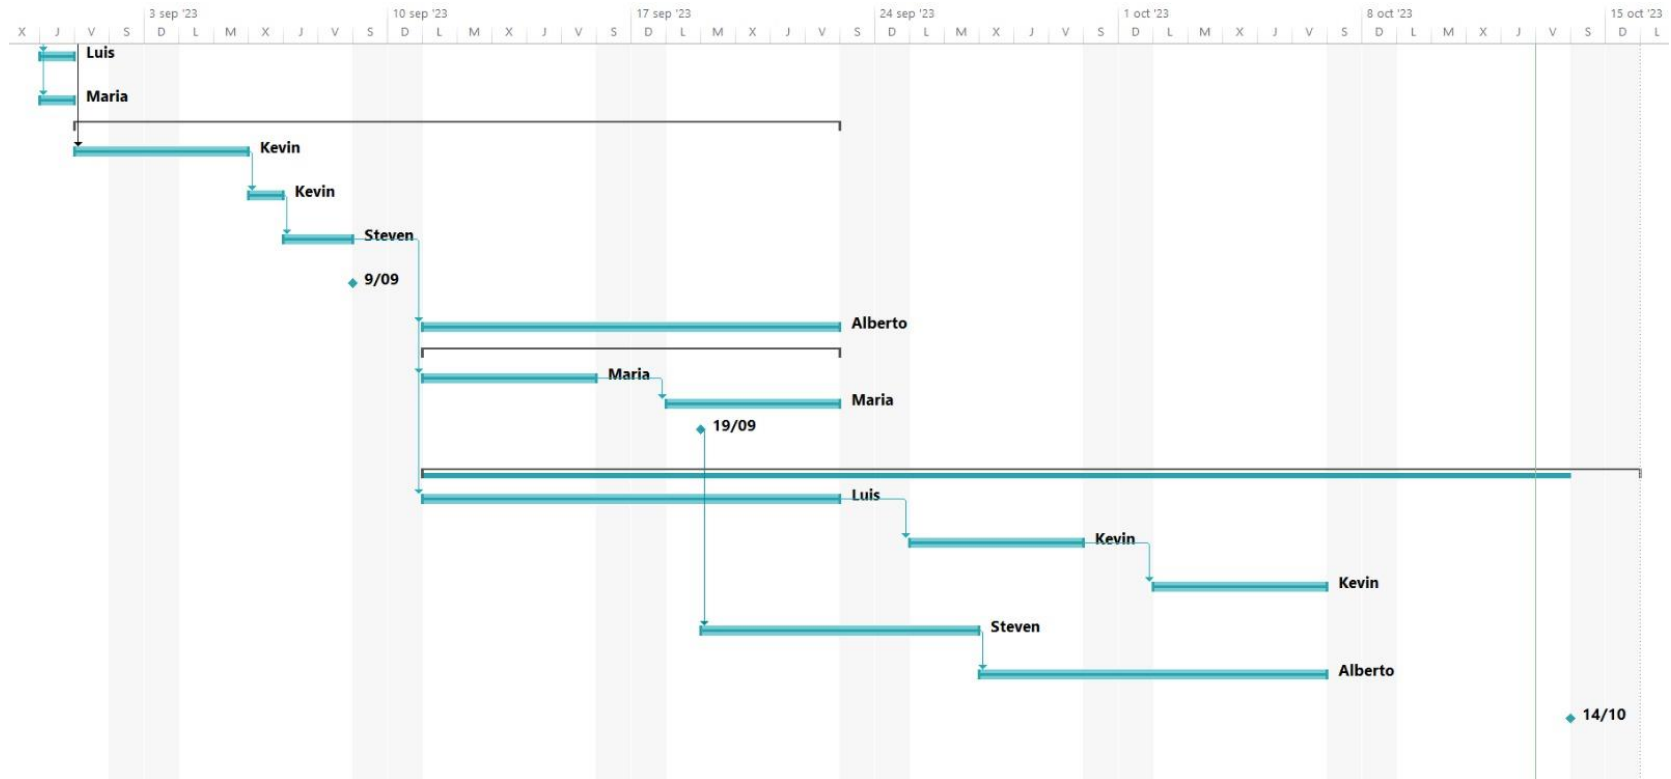 3 sep '23 10 sep '23 17 sep '23 24 sep '23 1 oct '23 8 oct '23 15 oct '23
X J V S D L M X J V S D L M X J V S D L M X J V S D L M X J V S D L M X J V S D L M X J V S D L
Luis
Maria
Kevin
Kevin
Steven
9/09
Alberto
Maria
Maria
19/09
Luis
Kevin
Kevin
Steven
Alberto
14/10